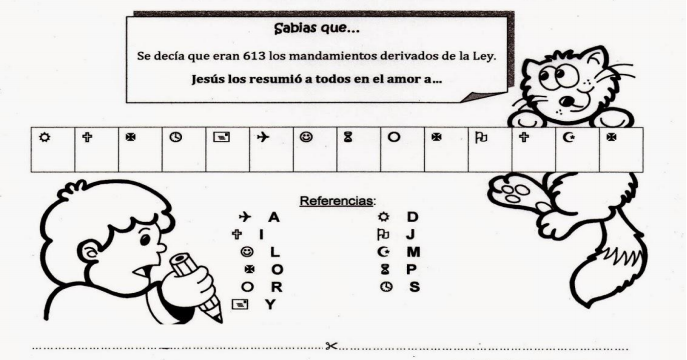 Sabias que...
Se decía que eran 613 los mandamientos derivados de la Ley.
Jesús los resumió a todos en el amor a...
Referencias:
A D
I J
L M
O P
R S
Y